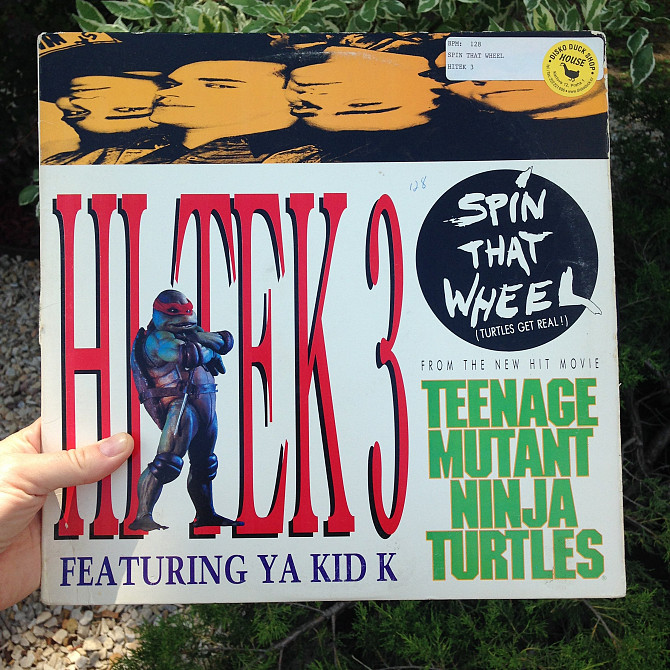 BPM: 128
SPIN THAT WHEEL
HITEK 3
DISKO DUCK SHOP
HOUSE
128
HI TEK 3
SPIN
THAT
WHEEL
(TURTLES GET REAL!)
FROM THE NEW HIT MOVIE
TEENAGE
MUTANT
NINJA
TURTLES
FEATURING YA KID K